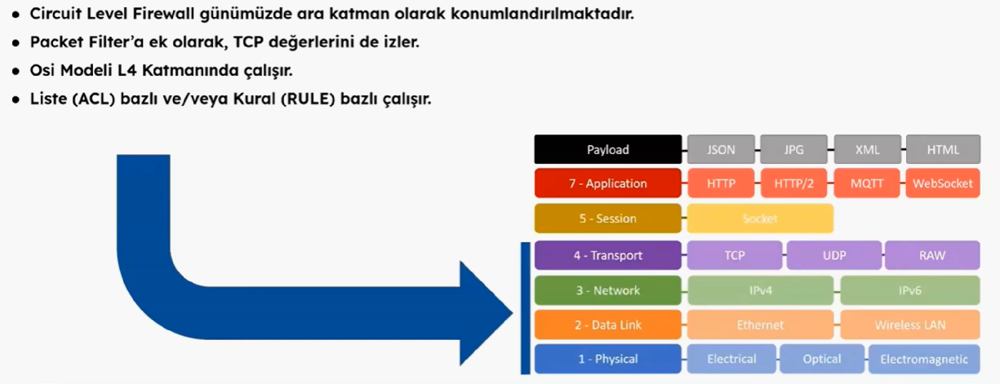 • Circuit Level Firewall günümüzde ara katman olarak konumlandırılmaktadır.
• Packet Filter’a ek olarak, TCP değerlerini de izler.
• Osi Modeli L4 Katmanında çalışır.
• Liste (ACL) bazlı ve/veya Kural (RULE) bazlı çalışır.
Payload JSON JPG XML HTML
7 - Application HTTP HTTP/2 MQTT WebSocket
5 - Session Socket
4 - Transport TCP UDP RAW
3 - Network IPv4 IPv6
2 - Data Link Ethernet Wireless LAN
1 - Physical Electrical Optical Electromagnetic